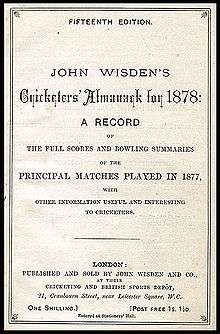 FIFTEENTH EDITION.
JOHN WISDEN'S
Cricketers' Almanack for 1878:
A RECORD
OF
THE FULL SCORES AND BOWLING SUMMARIES
OF THE
PRINCIPAL MATCHES PLAYED IN 1877,
WITH
OTHER INFORMATION USEFUL AND INTERESTING
TO CRICKETERS.
LONDON:
PUBLISHED AND SOLD BY JOHN WISDEN AND CO.,
AT THEIR
CRICKETING AND BRITISH SPORTS DEPÔT,
21, Cranbourn Street, near Leicester Square, W.C.
ONE SHILLING.] [POST FREE 1s. 1½D.
Entered at Stationers' Hall.